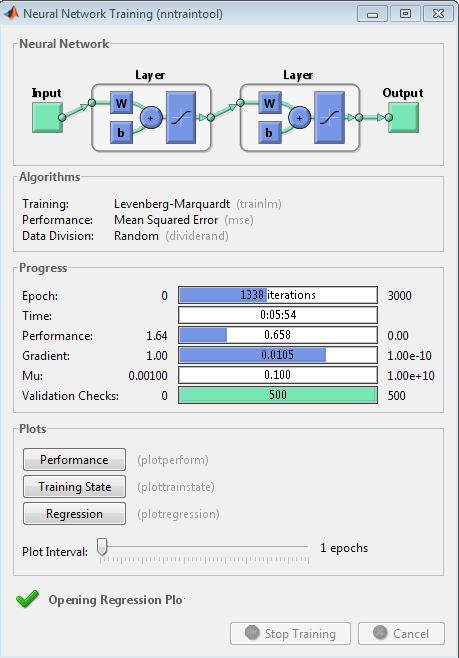 Neural Network Training (nntraintool)
Neural Network
Layer Layer
Input Output
W W
b b
+ +
Algorithms
Training: Levenberg-Marquardt (trainlm)
Performance: Mean Squared Error (mse)
Data Division: Random (dividerand)
Progress
Epoch: 0 1338 iterations 3000
Time: 0:05:54
Performance: 1.64 0.658 0.00
Gradient: 1.00 0.0105 1.00e-10
Mu: 0.00100 0.100 1.00e+10
Validation Checks: 0 500 500
Plots
Performance (plotperform)
Training State (plottrainstate)
Regression (plotregression)
Plot Interval: 1 epochs
Opening Regression Plo
Stop Training Cancel